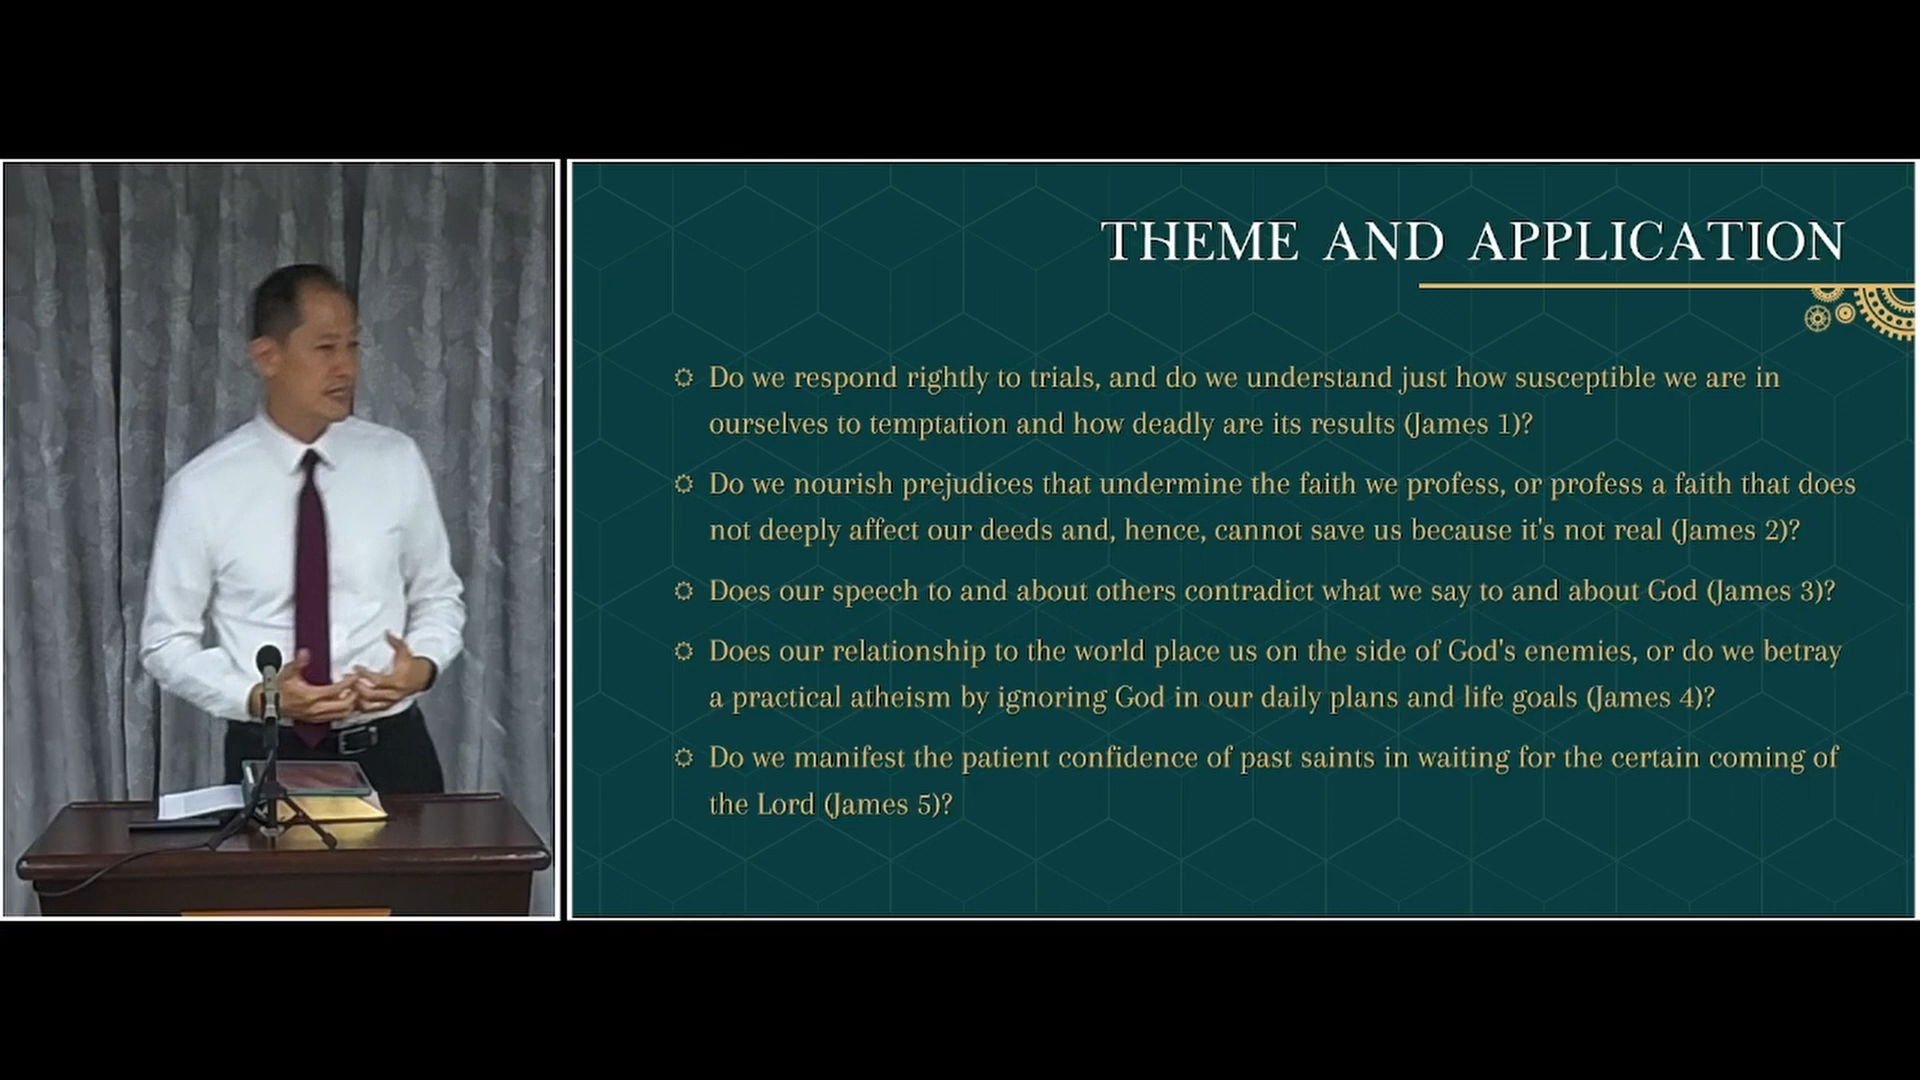 THEME AND APPLICATION
Do we respond rightly to trials, and do we understand just how susceptible we are in
ourselves to temptation and how deadly are its results (James 1)?
Do we nourish prejudices that undermine the faith we profess, or profess a faith that does
not deeply affect our deeds and, hence, cannot save us because it's not real (James 2)?
Does our speech to and about others contradict what we say to and about God (James 3)?
Does our relationship to the world place us on the side of God's enemies, or do we betray
a practical atheism by ignoring God in our daily plans and life goals (James 4)?
Do we manifest the patient confidence of past saints in waiting for the certain coming of
the Lord (James 5)?